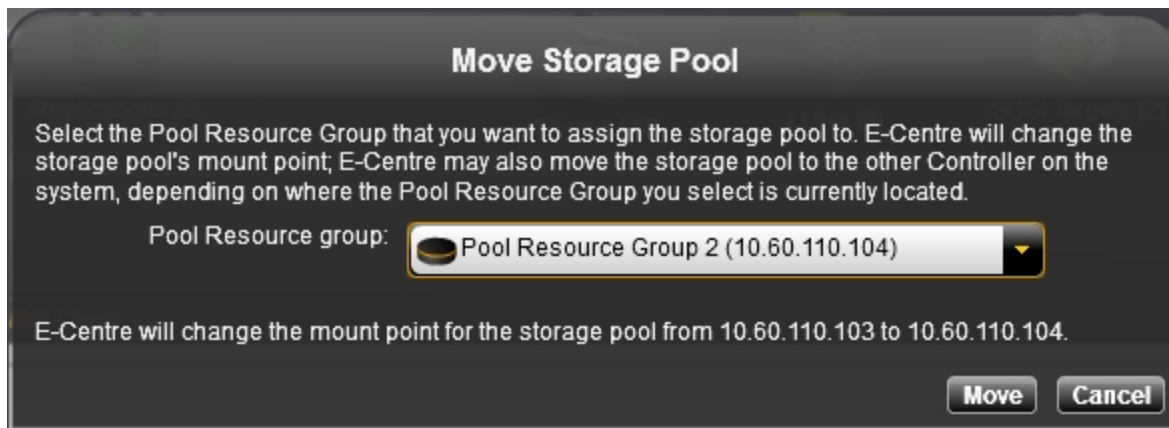 Move Storage Pool
Select the Pool Resource Group that you want to assign the storage pool to. E-Centre will change the
storage pool's mount point; E-Centre may also move the storage pool to the other Controller on the
system, depending on where the Pool Resource Group you select is currently located.
Pool Resource group: Pool Resource Group 2 (10.60.110.104)
E-Centre will change the mount point for the storage pool from 10.60.110.103 to 10.60.110.104.
Move Cancel